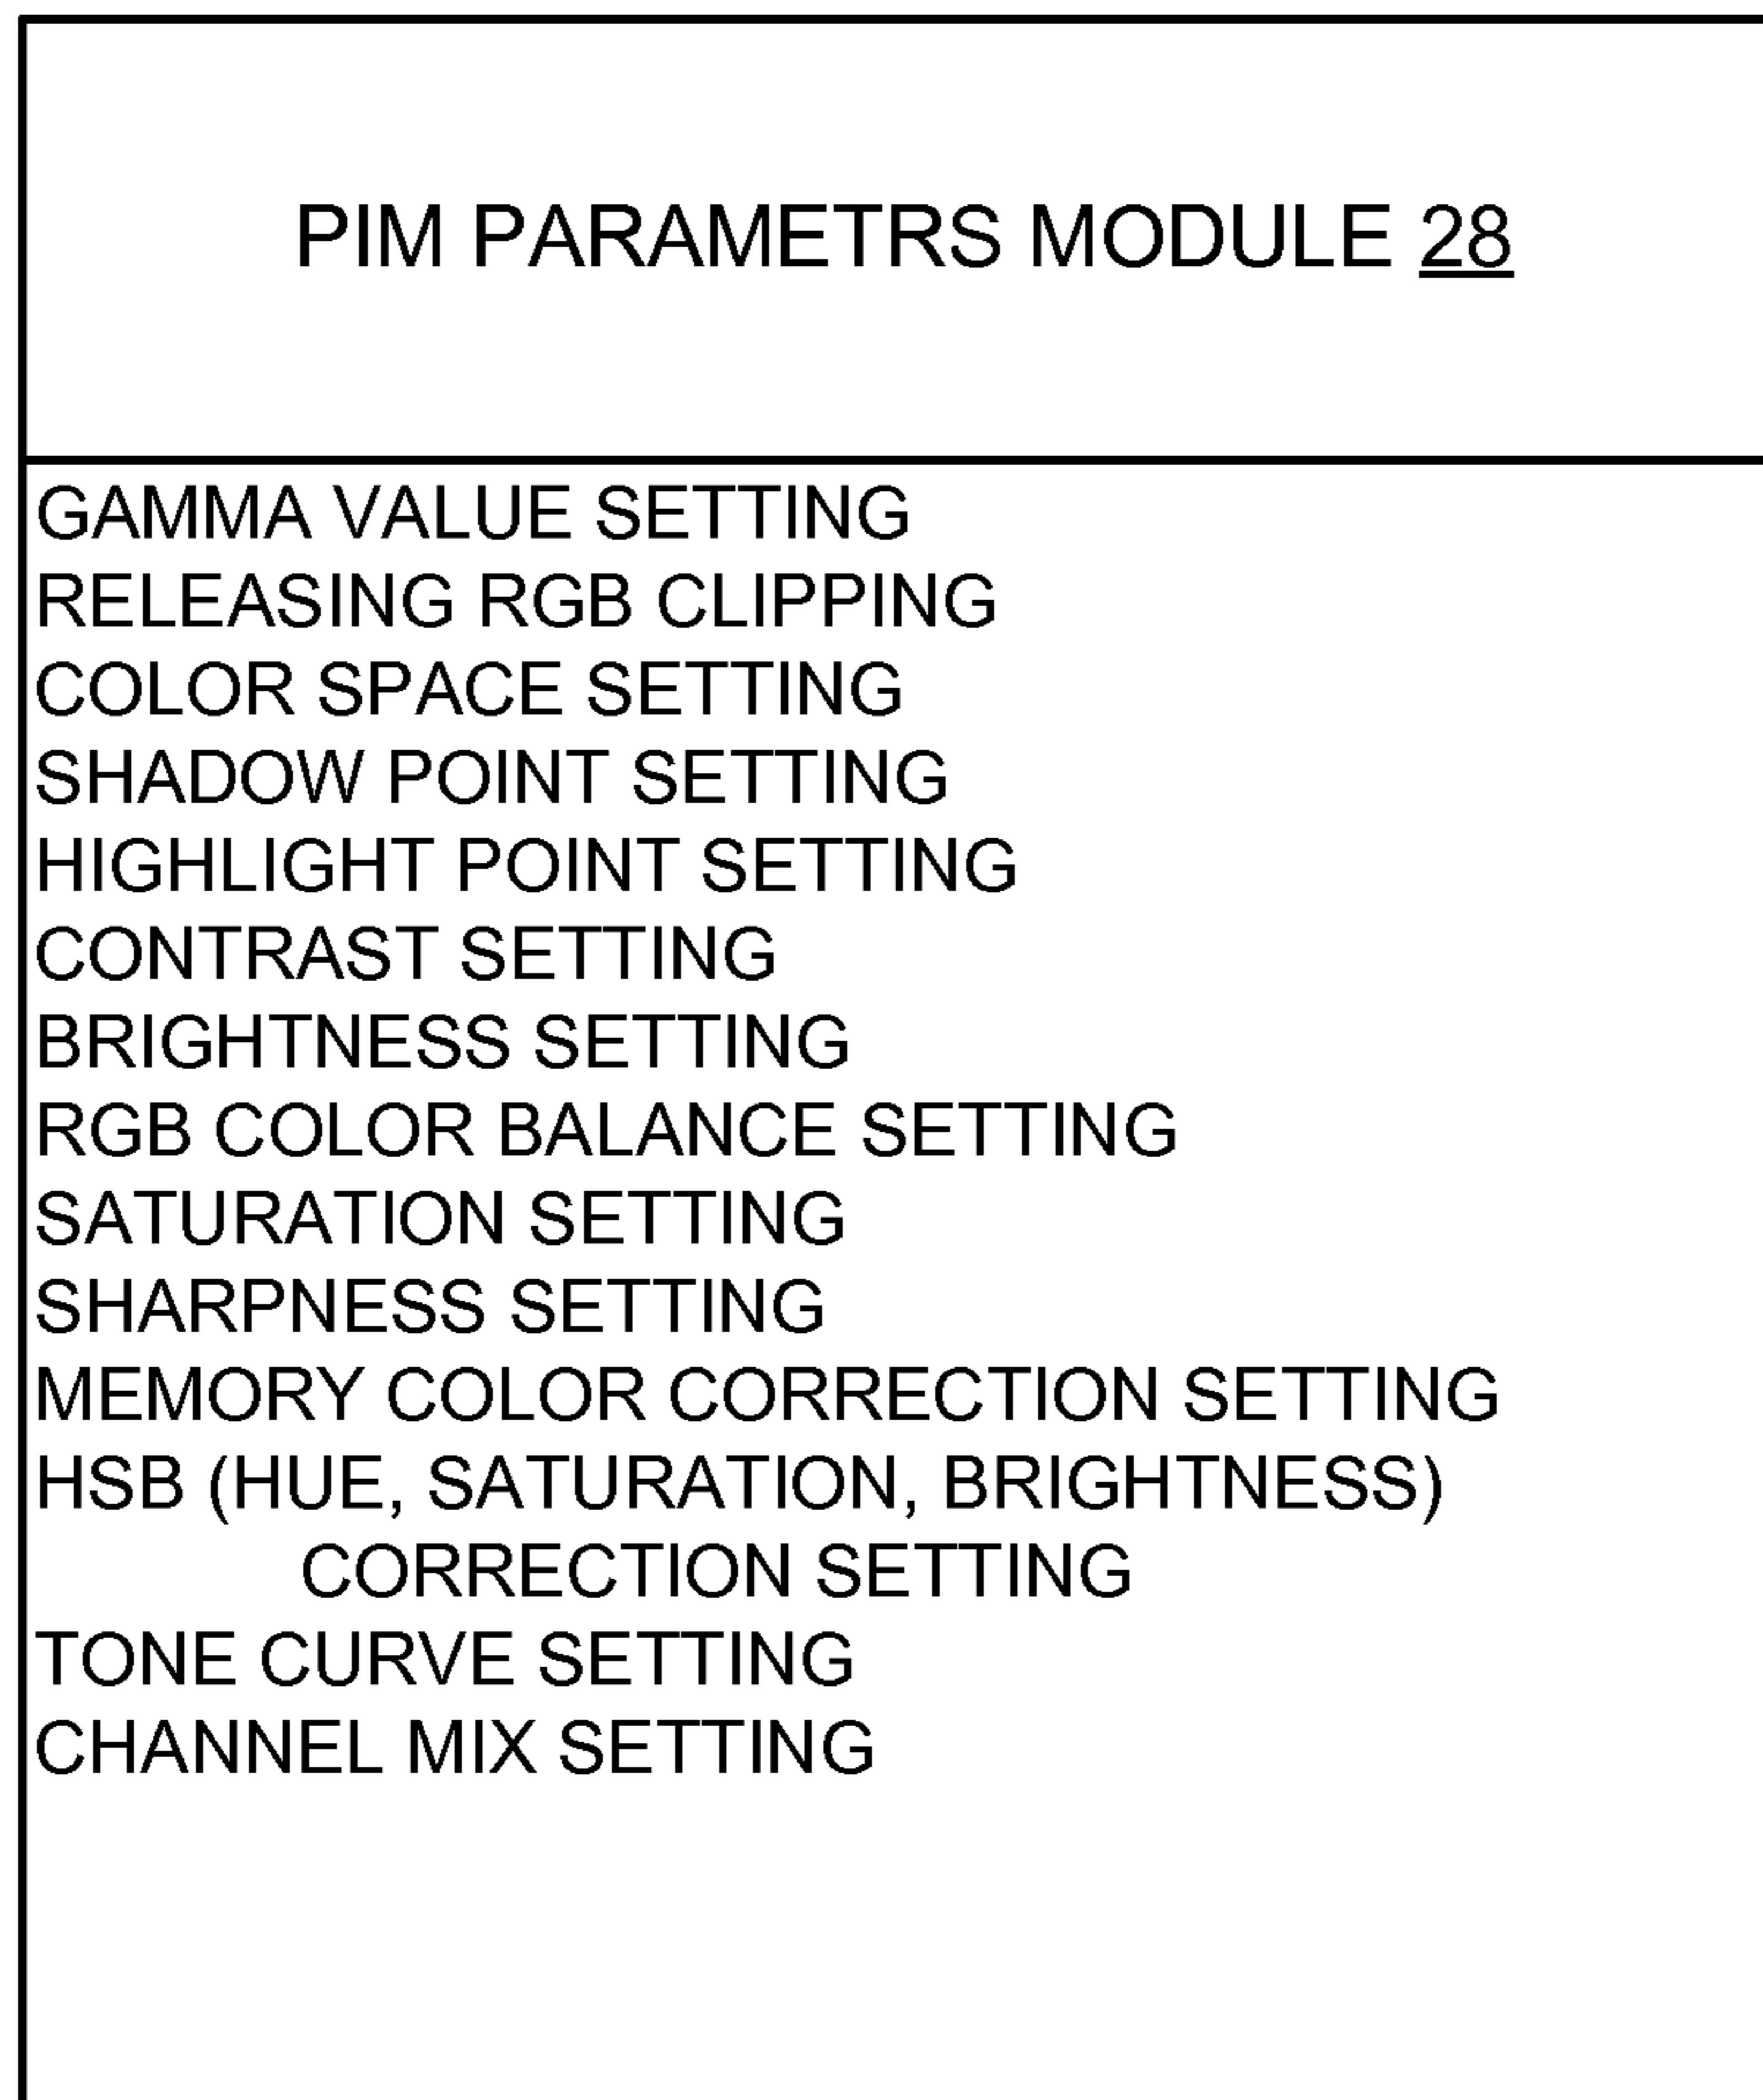 PIM PARAMETRS MODULE 28
GAMMA VALUE SETTING
RELEASING RGB CLIPPING
COLOR SPACE SETTING
SHADOW POINT SETTING
HIGHLIGHT POINT SETTING
CONTRAST SETTING
BRIGHTNESS SETTING
RGB COLOR BALANCE SETTING
SATURATION SETTING
SHARPNESS SETTING
MEMORY COLOR CORRECTION SETTING
HSB (HUE, SATURATION, BRIGHTNESS)
CORRECTION SETTING
TONE CURVE SETTING
CHANNEL MIX SETTING